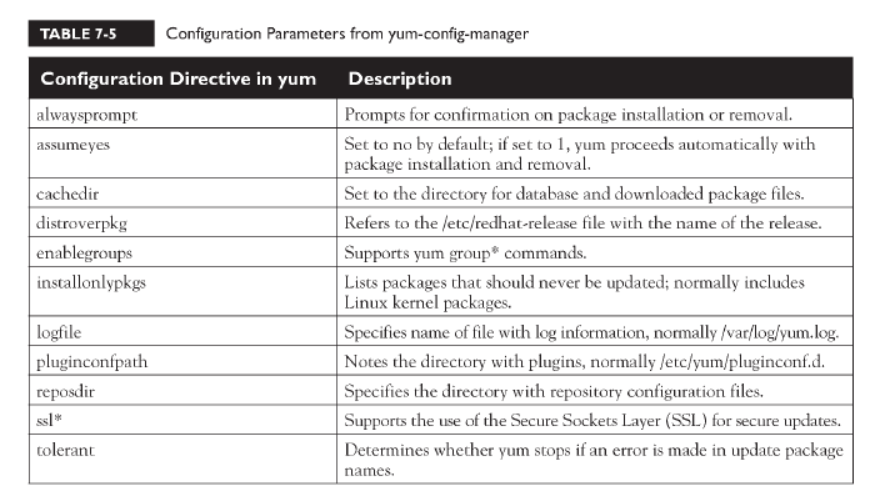 TABLE 7-5 Configuration Parameters from yum-config-manager
Configuration Directive in yum Description
alwaysprompt Prompts for confirmation on package installation or removal.
assumeyes Set to no by default; if set to 1, yum proceeds automatically with
package installation and removal.
cachedir Set to the directory for database and downloaded package files.
distroverpkg Refers to the /etc/redhat-release file with the name of the release.
enablegroups Supports yum group* commands.
installonlypkgs Lists packages that should never be updated; normally includes
Linux kernel packages.
logfile Specifies name of file with log information, normally /var/log/yum.log.
pluginconfpath Notes the directory with plugins, normally /etc/yum/pluginconf.d.
reposdir Specifies the directory with repository configuration files.
ssl* Supports the use of the Secure Sockets Layer (SSL) for secure updates.
tolerant Determines whether yum stops if an error is made in update package
names.